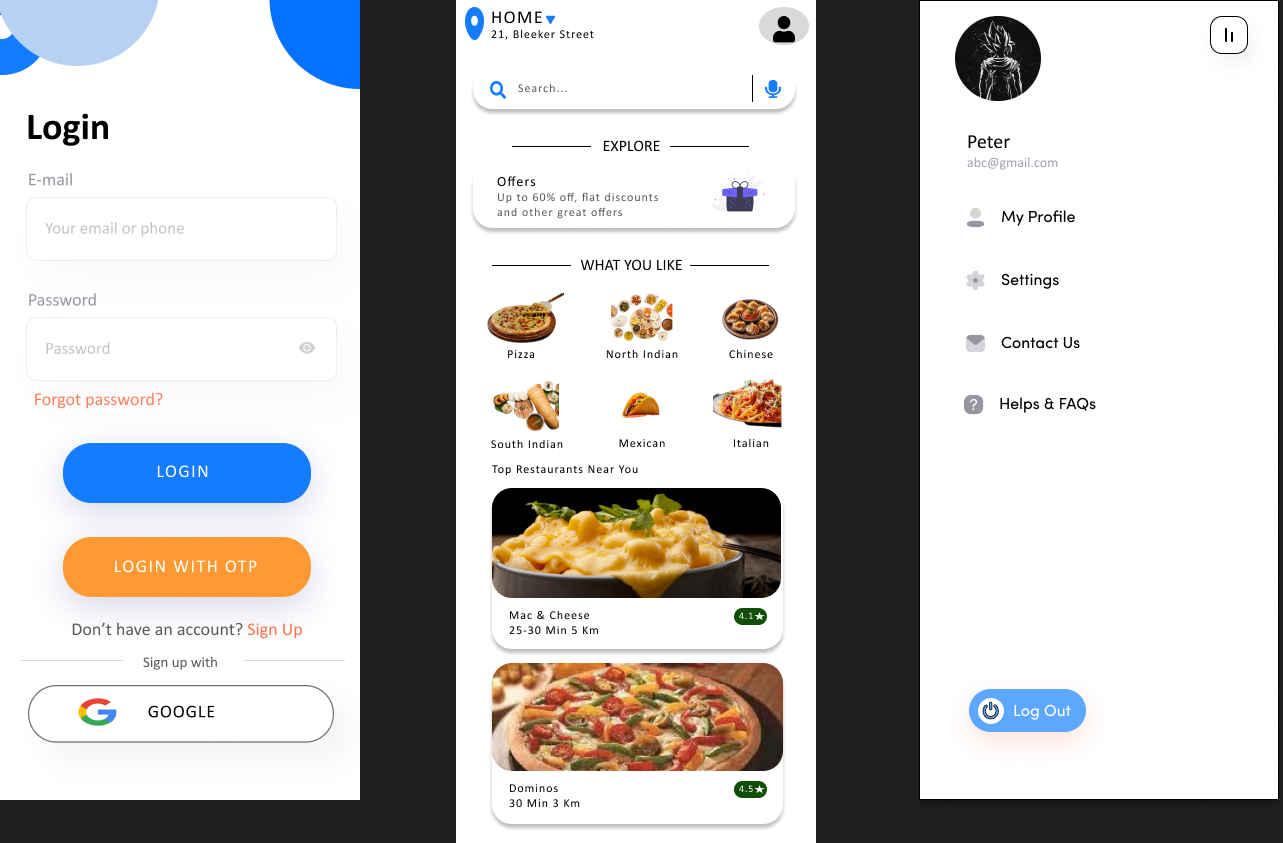 Login
E-mail
Your email or phone
Password
Password
Forgot password?
LOGIN
LOGIN WITH OTP
Don’t have an account? Sign Up
Sign up with
GOOGLE
HOME
21, Bleeker Street
Search...
EXPLORE
Offers
Up to 60% off, flat discounts
and other great offers
WHAT YOU LIKE
Pizza
North Indian
Chinese
South Indian
Mexican
Italian
Top Restaurants Near You
Mac & Cheese
4.1★
25-30 Min 5 Km
Dominos
4.5★
30 Min 3 Km
Peter
abc@gmail.com
My Profile
Settings
Contact Us
? Helps & FAQs
Log Out